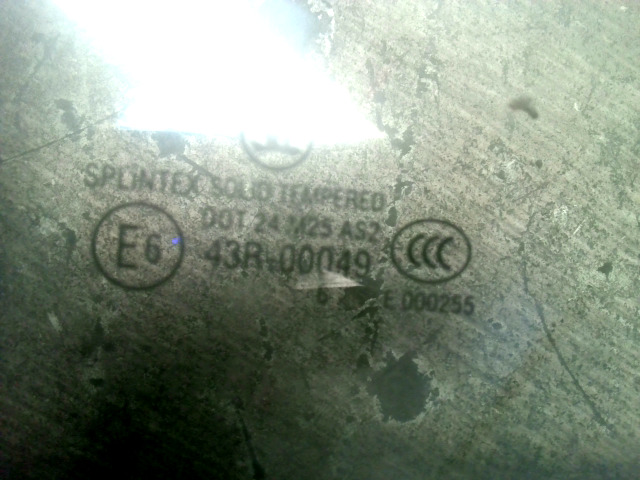 SPLINTEX SOLID TEMPERED
DOT 24 M25 AS2
E6 43R-00049 CCC
E 000255